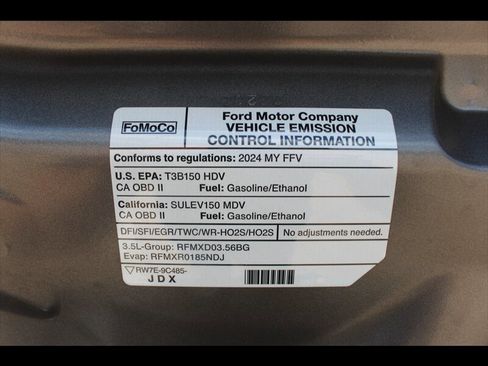 FoMoCo
Ford Motor Company
VEHICLE EMISSION
CONTROL INFORMATION
Conforms to regulations: 2024 MY FFV
U.S. EPA: T3B150 HDV
CA OBD II Fuel: Gasoline/Ethanol
California: SULEV150 MDV
CA OBD II Fuel: Gasoline/Ethanol
DFI/SFI/EGR/TWC/WR-HO2S/HO2S No adjustments needed.
3.5L-Group: RFMXD03.56BG
Evap: RFMXR0185NDJ
RW7E-9C485-
JDX